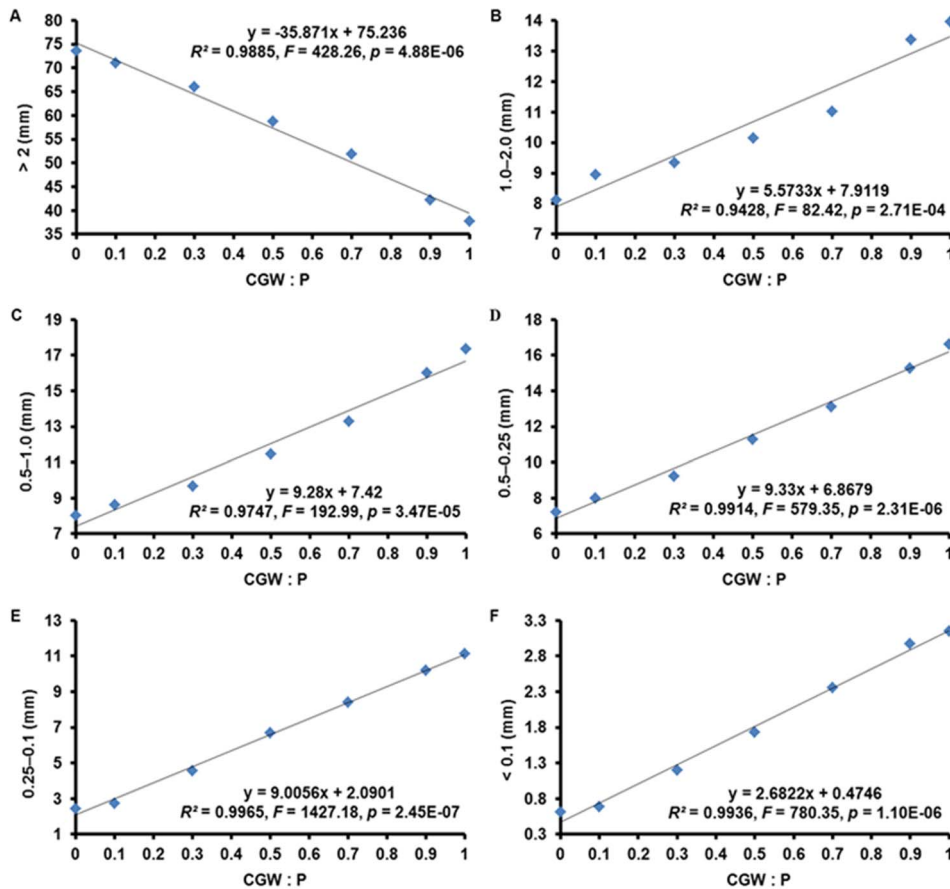 A
80
75
70
65
60
55
50
45
40
35
> 2 (mm)
y = -35.871x + 75.236
R² = 0.9885, F = 428.26, p = 4.88E-06
0 0.1 0.2 0.3 0.4 0.5 0.6 0.7 0.8 0.9 1
CGW : P
B
14
13
12
11
10
9
8
7
1.0–2.0 (mm)
y = 5.5733x + 7.9119
R² = 0.9428, F = 82.42, p = 2.71E-04
0 0.1 0.2 0.3 0.4 0.5 0.6 0.7 0.8 0.9 1
CGW : P
C
19
17
15
13
11
9
7
0.5–1.0 (mm)
y = 9.28x + 7.42
R² = 0.9747, F = 192.99, p = 3.47E-05
0 0.1 0.2 0.3 0.4 0.5 0.6 0.7 0.8 0.9 1
CGW : P
D
18
16
14
12
10
8
6
0.5–0.25 (mm)
y = 9.33x + 6.8679
R² = 0.9914, F = 579.35, p = 2.31E-06
0 0.1 0.2 0.3 0.4 0.5 0.6 0.7 0.8 0.9 1
CGW : P
E
13
11
9
7
5
3
1
0.25–0.1 (mm)
y = 9.0056x + 2.0901
R² = 0.9965, F = 1427.18, p = 2.45E-07
0 0.1 0.2 0.3 0.4 0.5 0.6 0.7 0.8 0.9 1
CGW : P
F
3.3
2.8
2.3
1.8
1.3
0.8
0.3
< 0.1 (mm)
y = 2.6822x + 0.4746
R² = 0.9936, F = 780.35, p = 1.10E-06
0 0.1 0.2 0.3 0.4 0.5 0.6 0.7 0.8 0.9 1
CGW : P